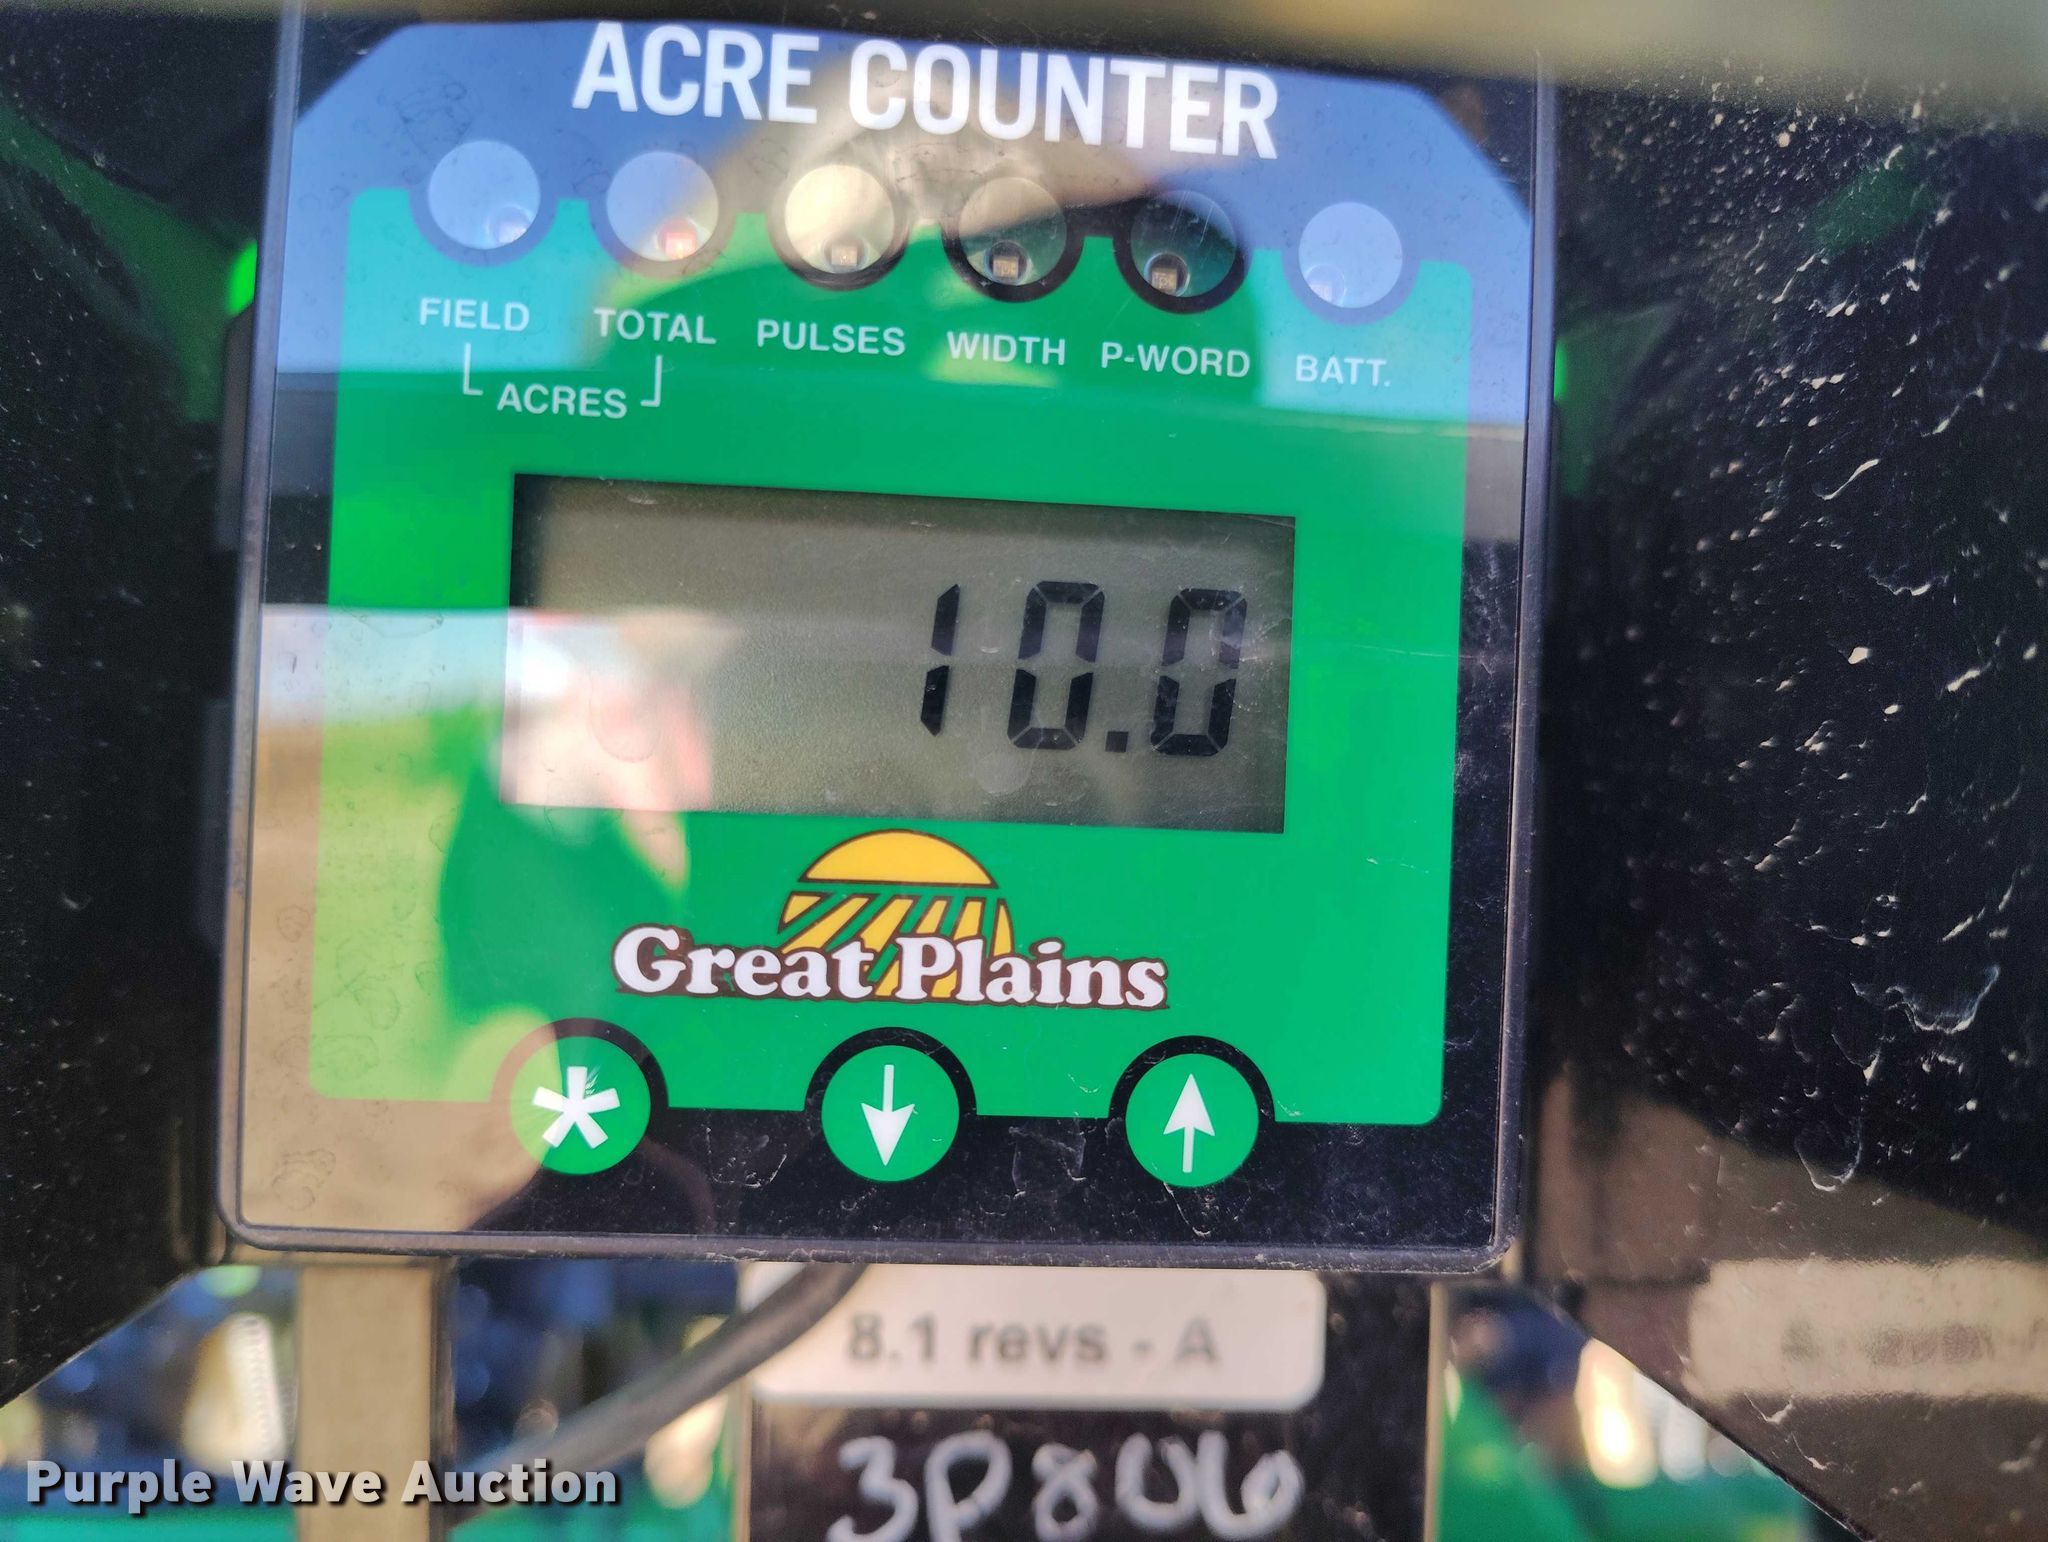 ACRE COUNTER
FIELD TOTAL PULSES WIDTH P-WORD BATT.
ACRES
10.0
Great Plains
8.1 revs - A
3P806
Purple Wave Auction